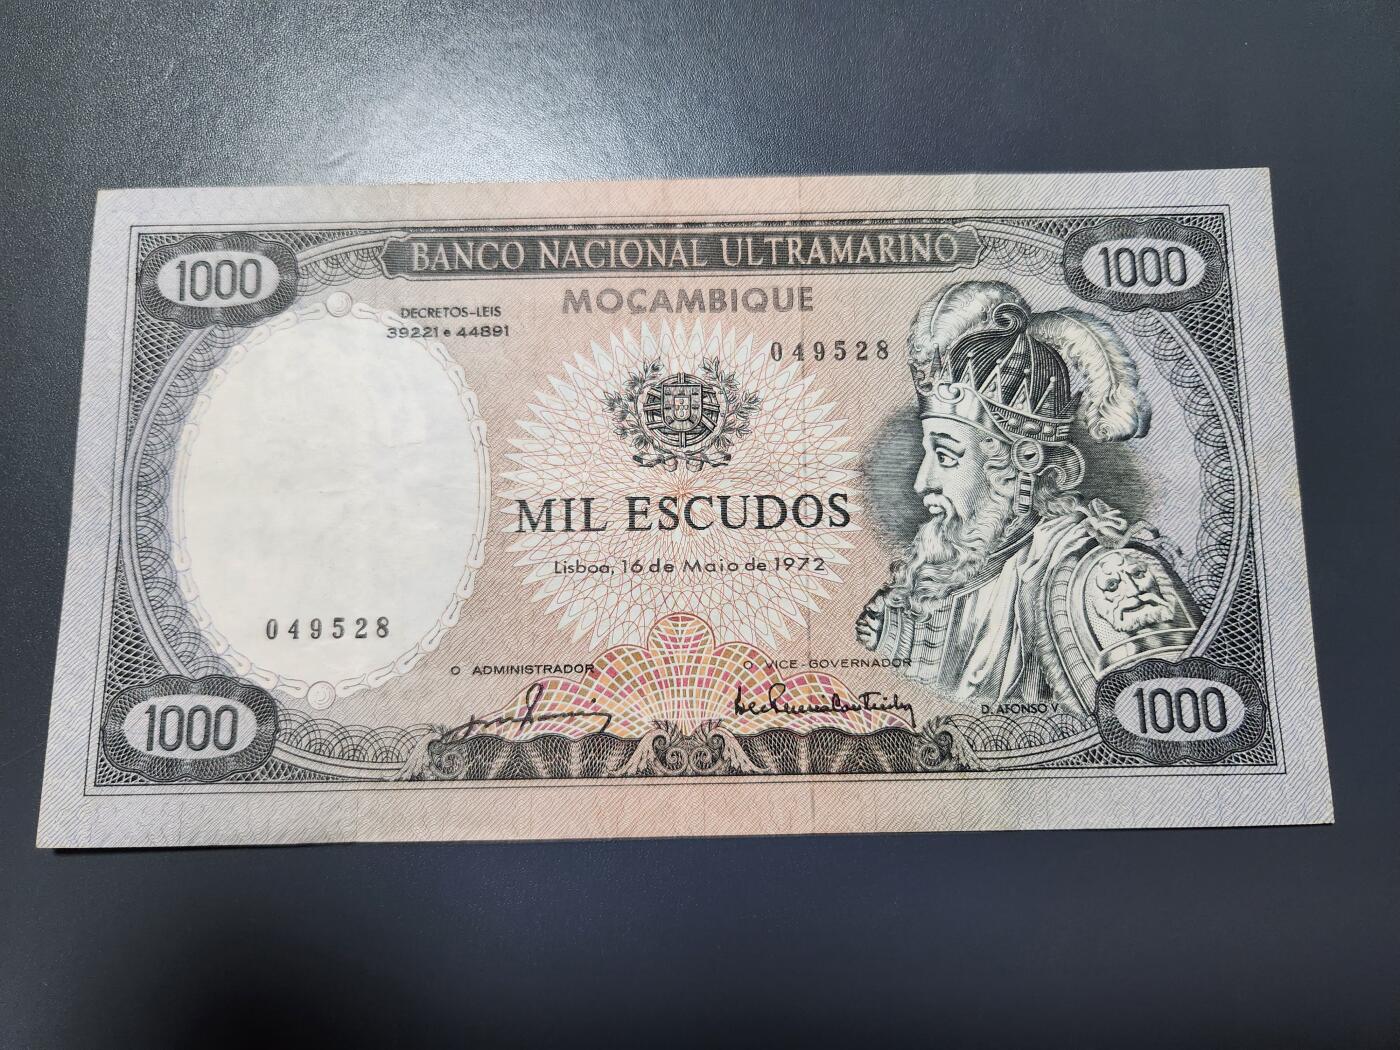 BANCO NACIONAL ULTRAMARINO
1000
1000
MOÇAMBIQUE
DECRETOS-LEIS
39221 e 44891
049528
MIL ESCUDOS
Lisboa, 16 de Maio de 1972
049528
O ADMINISTRADOR
O VICE-GOVERNADOR
D. AFONSO V
1000
1000